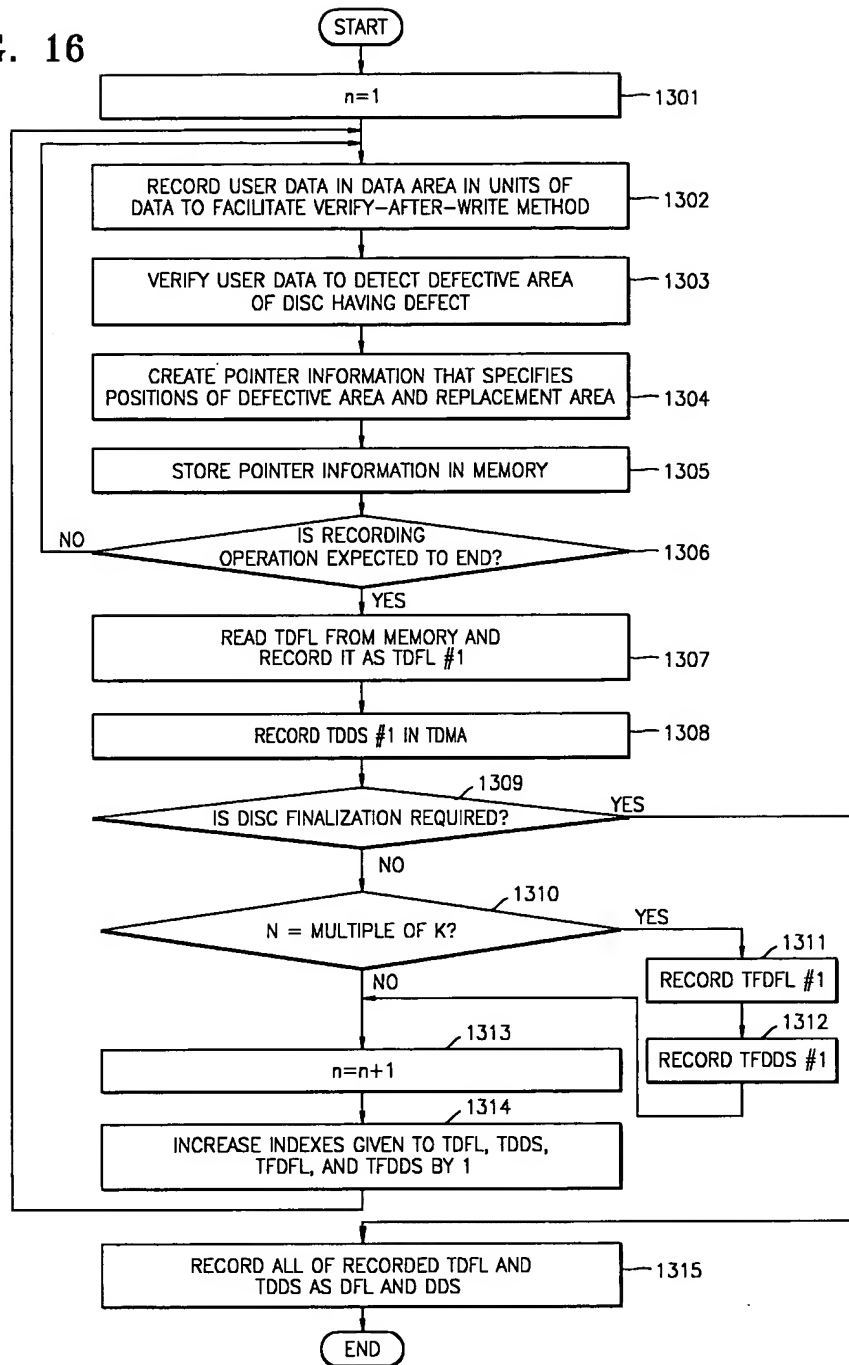 G. 16
START
n=1
1301
RECORD USER DATA IN DATA AREA IN UNITS OF
DATA TO FACILITATE VERIFY-AFTER-WRITE METHOD
1302
VERIFY USER DATA TO DETECT DEFECTIVE AREA
OF DISC HAVING DEFECT
1303
CREATE POINTER INFORMATION THAT SPECIFIES
POSITIONS OF DEFECTIVE AREA AND REPLACEMENT AREA
1304
STORE POINTER INFORMATION IN MEMORY
1305
NO
IS RECORDING
OPERATION EXPECTED TO END?
1306
YES
READ TDFL FROM MEMORY AND
RECORD IT AS TDFL #1
1307
RECORD TDDS #1 IN TDMA
1308
1309
IS DISC FINALIZATION REQUIRED?
YES
NO
1310
N = MULTIPLE OF K?
YES
1311
RECORD TFDFL #1
NO
1312
RECORD TFDDS #1
1313
n=n+1
1314
INCREASE INDEXES GIVEN TO TDFL, TDDS,
TFDFL, AND TFDDS BY 1
RECORD ALL OF RECORDED TDFL AND
TDDS AS DFL AND DDS
1315
END